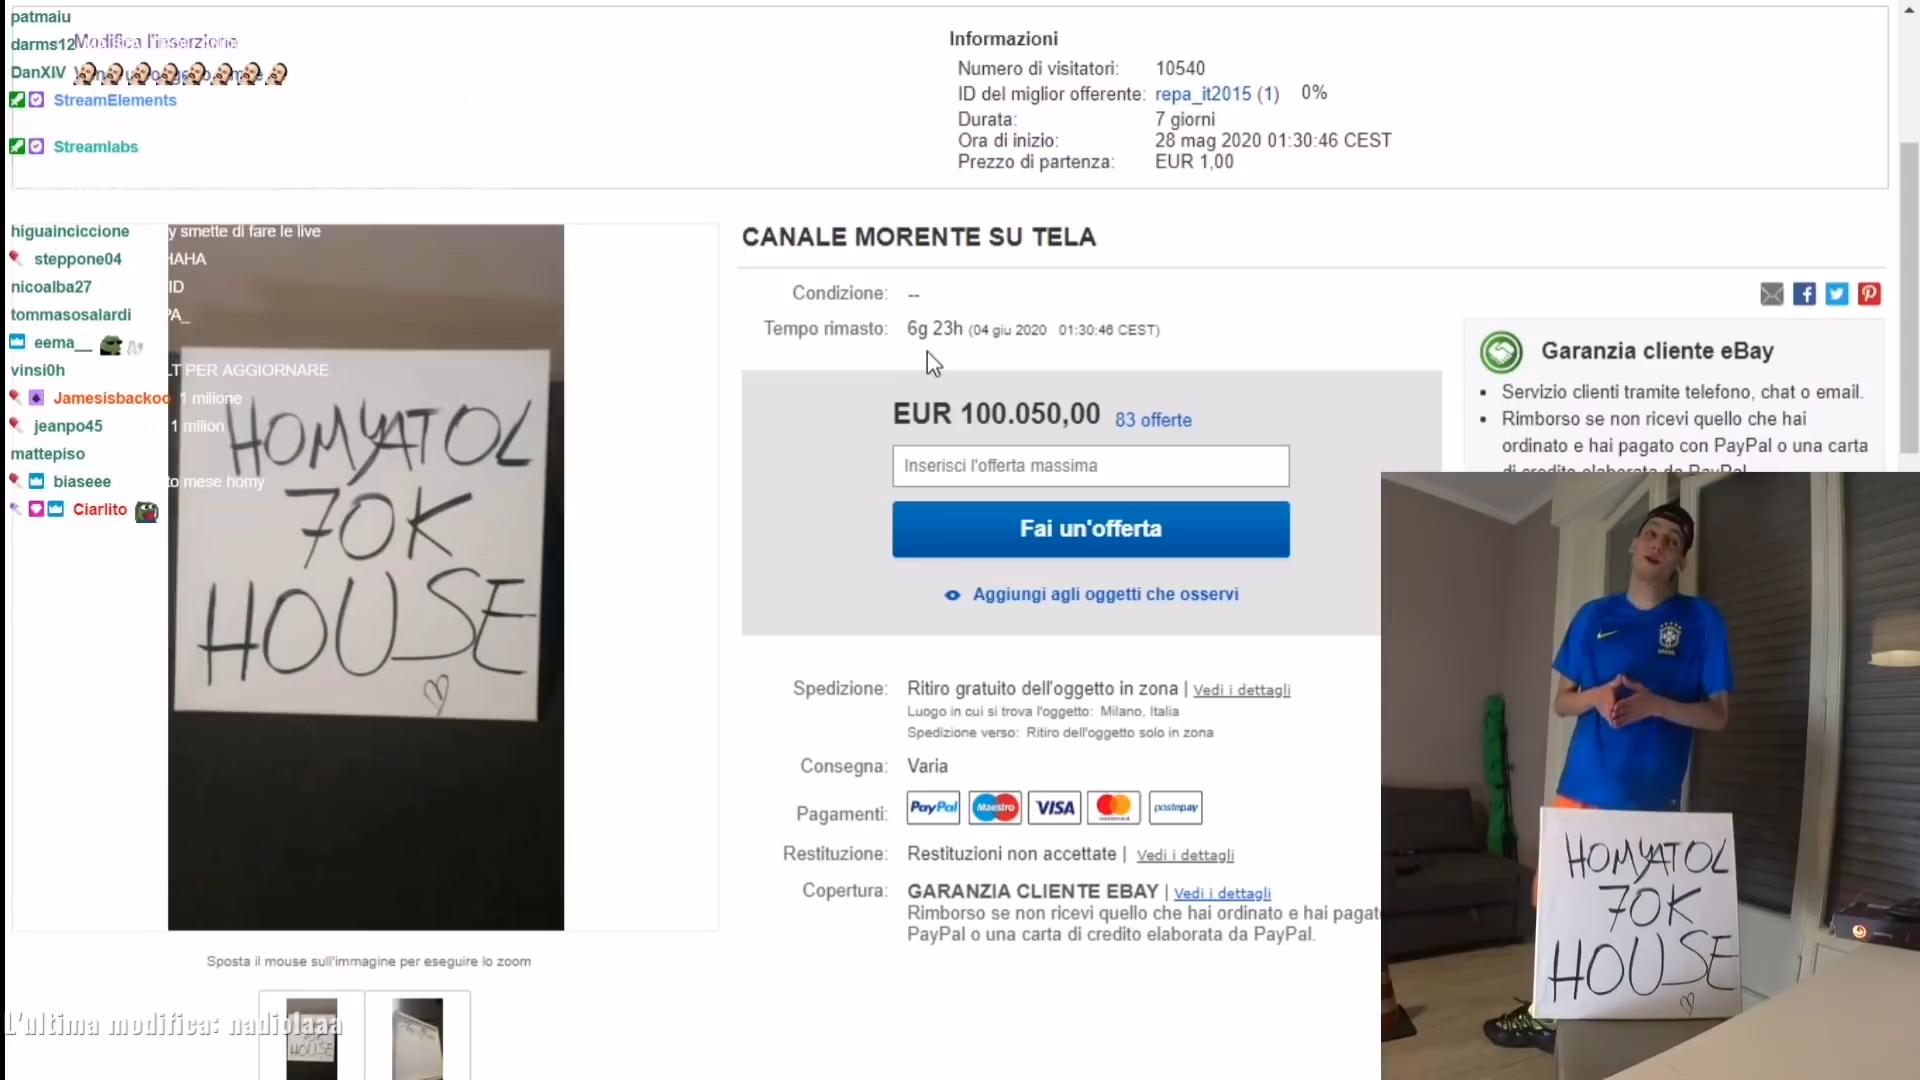 patmaiu
darms12
Modifica l'inserzione
DanXIV
StreamElements
Streamlabs
Informazioni
Numero di visitatori: 10540
ID del miglior offerente: repa_it2015 (1) 0%
Durata: 7 giorni
Ora di inizio: 28 mag 2020 01:30:46 CEST
Prezzo di partenza: EUR 1,00
higuainciccione y smette di fare le live
steppone04 HAHA
nicoalba27 ID
tommasosalardi PA_
eema__
vinsi0h LT PER AGGIORNARE
Jamesisbackoo 1 milione
jeanpo45 1 milion
mattepiso
biaseee to mese homy
Ciarlito
HOMYATOL
70K
HOUSE
Sposta il mouse sull'immagine per eseguire lo zoom
HOUSE
L'ultima modifica: nadiolaaa
CANALE MORENTE SU TELA
Condizione: --
Tempo rimasto: 6g 23h (04 giu 2020 01:30:46 CEST)
EUR 100.050,00 83 offerte
Inserisci l'offerta massima
Fai un'offerta
Aggiungi agli oggetti che osservi
Spedizione: Ritiro gratuito dell'oggetto in zona | Vedi i dettagli
Luogo in cui si trova l'oggetto: Milano, Italia
Spedizione verso: Ritiro dell'oggetto solo in zona
Consegna: Varia
Pagamenti: PayPal Maestro VISA mastercard postepay
Restituzione: Restituzioni non accettate | Vedi i dettagli
Copertura: GARANZIA CLIENTE EBAY | Vedi i dettagli
Rimborso se non ricevi quello che hai ordinato e hai pagat
PayPal o una carta di credito elaborata da PayPal.
Garanzia cliente eBay
Servizio clienti tramite telefono, chat o email.
Rimborso se non ricevi quello che hai
ordinato e hai pagato con PayPal o una carta
di credito elaborata da PayPal
BRASIL
HOMYATOL
70K
HOUSE